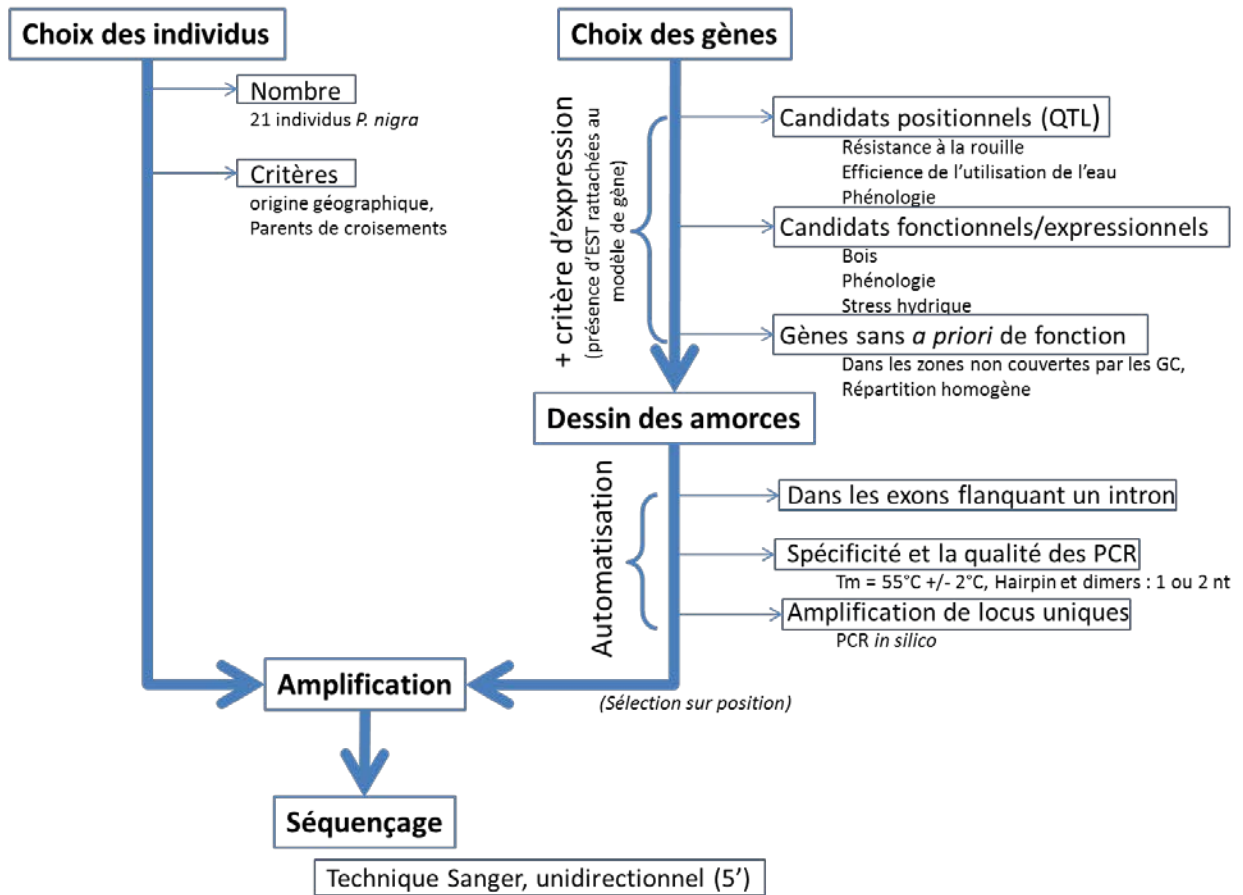 Choix des individus
Nombre
21 individus P. nigra
Critères
origine géographique,
Parents de croisements
Choix des gènes
+ critère d'expression
(présence d'EST rattachées au
modèle de gène)
Candidats positionnels (QTL)
Résistance à la rouille
Efficience de l'utilisation de l'eau
Phénologie
Candidats fonctionnels/expressionnels
Bois
Phénologie
Stress hydrique
Gènes sans a priori de fonction
Dans les zones non couvertes par les GC,
Répartition homogène
Dessin des amorces
Automatisation
Dans les exons flanquant un intron
Spécificité et la qualité des PCR
Tm = 55°C +/- 2°C, Hairpin et dimers : 1 ou 2 nt
Amplification de locus uniques
PCR in silico
Amplification
(Sélection sur position)
Séquençage
Technique Sanger, unidirectionnel (5')